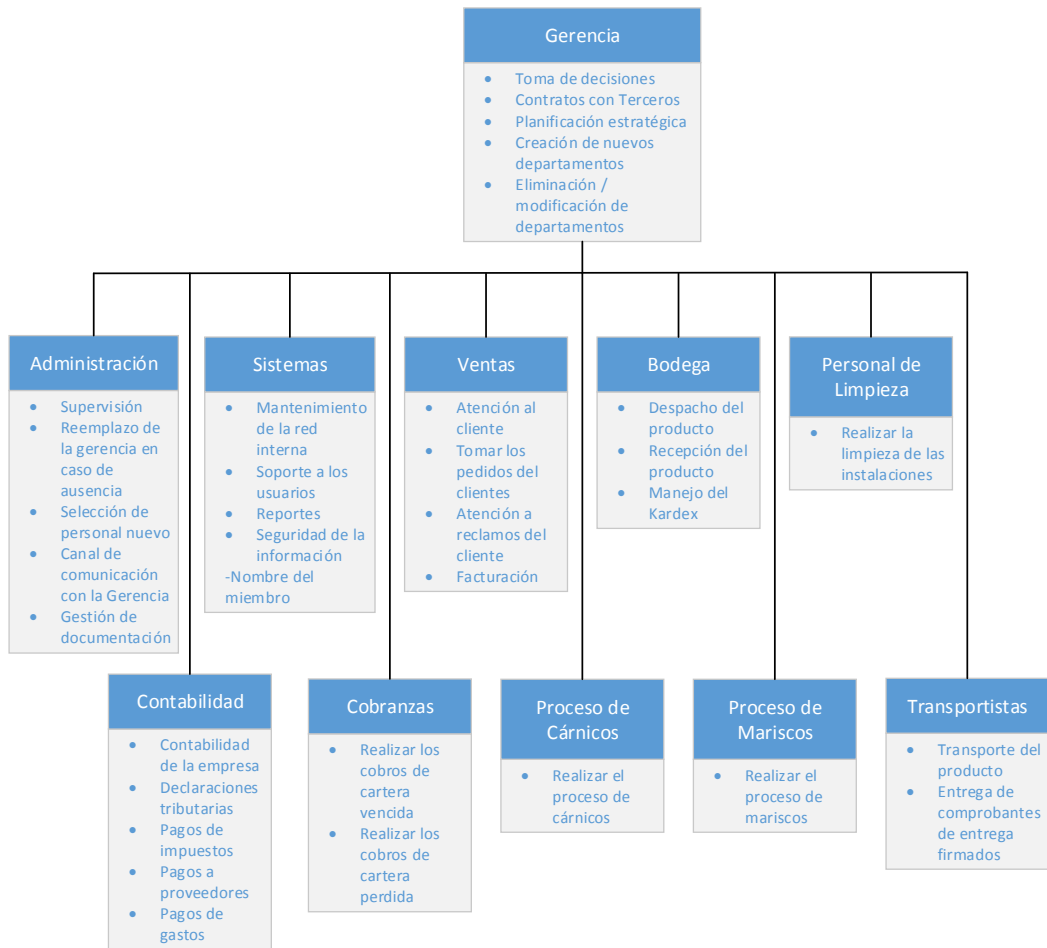 Gerencia
• Toma de decisiones
• Contratos con Terceros
• Planificación estratégica
• Creación de nuevos
departamentos
• Eliminación /
modificación de
departamentos
Administración
• Supervisión
• Reemplazo de
la gerencia en
caso de
ausencia
• Selección de
personal nuevo
• Canal de
comunicación
con la Gerencia
• Gestión de
documentación
Sistemas
• Mantenimiento
de la red
interna
• Soporte a los
usuarios
• Reportes
• Seguridad de la
información
-Nombre del
miembro
Ventas
• Atención al
cliente
• Tomar los
pedidos del
clientes
• Atención a
reclamos del
cliente
• Facturación
Bodega
• Despacho del
producto
• Recepción del
producto
• Manejo del
Kardex
Personal de
Limpieza
• Realizar la
limpieza de las
instalaciones
Contabilidad
• Contabilidad
de la empresa
• Declaraciones
tributarias
• Pagos de
impuestos
• Pagos a
proveedores
• Pagos de
gastos
Cobranzas
• Realizar los
cobros de
cartera
vencida
• Realizar los
cobros de
cartera
perdida
Proceso de
Cárnicos
• Realizar el
proceso de
cárnicos
Proceso de
Mariscos
• Realizar el
proceso de
mariscos
Transportistas
• Transporte del
producto
• Entrega de
comprobantes
de entrega
firmados